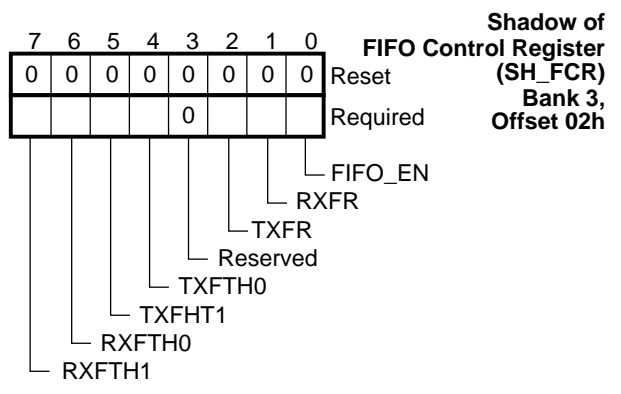 Shadow of
FIFO Control Register
(SH_FCR)
Bank 3,
Offset 02h
7 6 5 4 3 2 1 0
0 0 0 0 0 0 0 0 Reset
0 Required
FIFO_EN
RXFR
TXFR
Reserved
TXFTH0
TXFHT1
RXFTH0
RXFTH1